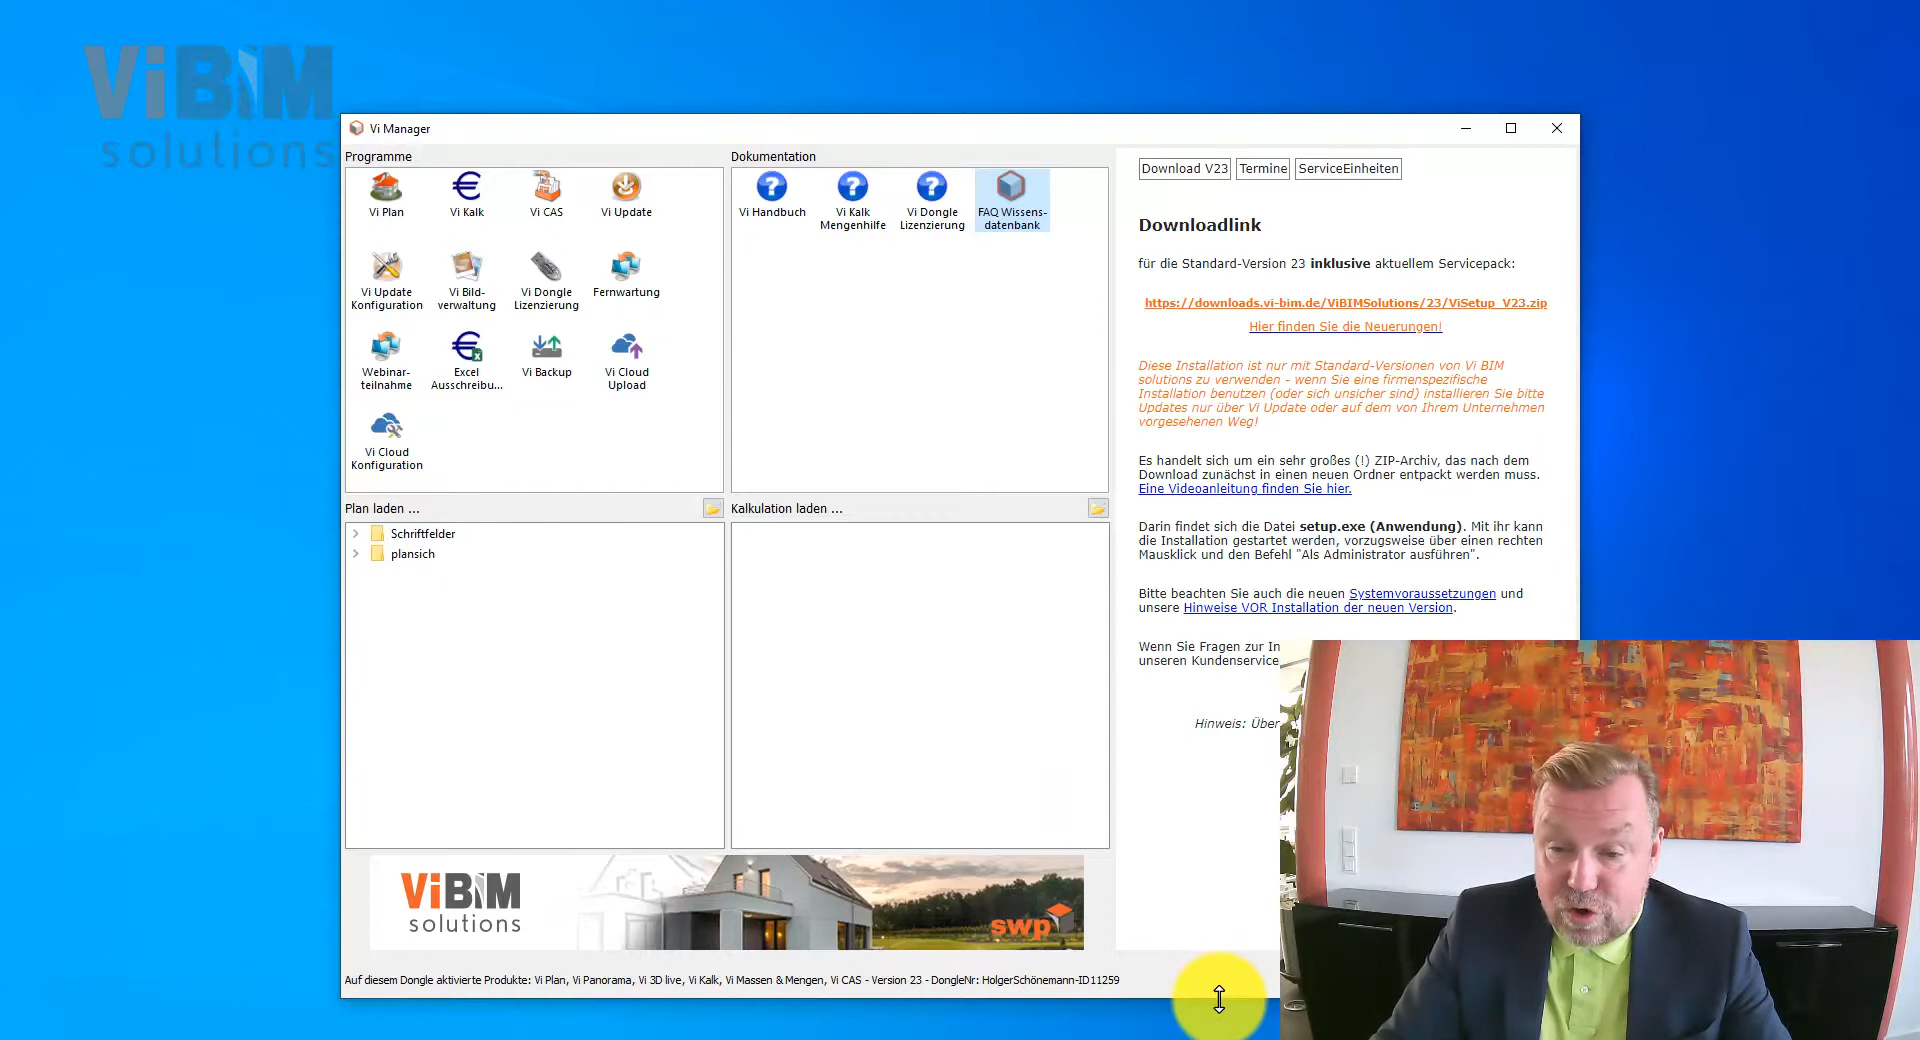 ViBIM
solutions
Vi Manager
Programme
Vi Plan
Vi Kalk
Vi CAS
Vi Update
Vi Update
Konfiguration
Vi Bild-
verwaltung
Vi Dongle
Lizenzierung
Fernwartung
Webinar-
teilnahme
Excel
Ausschreibu...
Vi Backup
Vi Cloud
Upload
Vi Cloud
Konfiguration
Dokumentation
Vi Handbuch
Vi Kalk
Mengenhilfe
Vi Dongle
Lizenzierung
FAQ Wissens-
datenbank
Plan laden ...
Schriftfelder
plansich
Kalkulation laden ...
ViBIM
solutions
swp
Auf diesem Dongle aktivierte Produkte: Vi Plan, Vi Panorama, Vi 3D live, Vi Kalk, Vi Massen & Mengen, Vi CAS - Version 23 - DongleNr: HolgerSchönemann-ID11259
Download V23 Termine ServiceEinheiten
Downloadlink
für die Standard-Version 23 inklusive aktuellem Servicepack:
https://downloads.vi-bim.de/ViBIMSolutions/23/ViSetup_V23.zip
Hier finden Sie die Neuerungen!
Diese Installation ist nur mit Standard-Versionen von Vi BIM
solutions zu verwenden - wenn Sie eine firmenspezifische
Installation benutzen (oder sich unsicher sind) installieren Sie bitte
Updates nur über Vi Update oder auf dem von Ihrem Unternehmen
vorgesehenen Weg!
Es handelt sich um ein sehr großes (!) ZIP-Archiv, das nach dem
Download zunächst in einen neuen Ordner entpackt werden muss.
Eine Videoanleitung finden Sie hier.
Darin findet sich die Datei setup.exe (Anwendung). Mit ihr kann
die Installation gestartet werden, vorzugsweise über einen rechten
Mausklick und den Befehl "Als Administrator ausführen".
Bitte beachten Sie auch die neuen Systemvoraussetzungen und
unsere Hinweise VOR Installation der neuen Version.
Wenn Sie Fragen zur In
unseren Kundenservice
Hinweis: Über